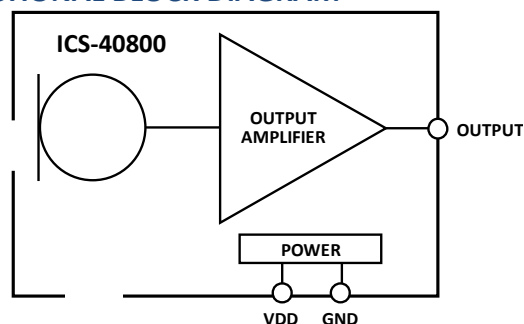 ICS-40800
OUTPUT
AMPLIFIER
OUTPUT
POWER
VDD GND